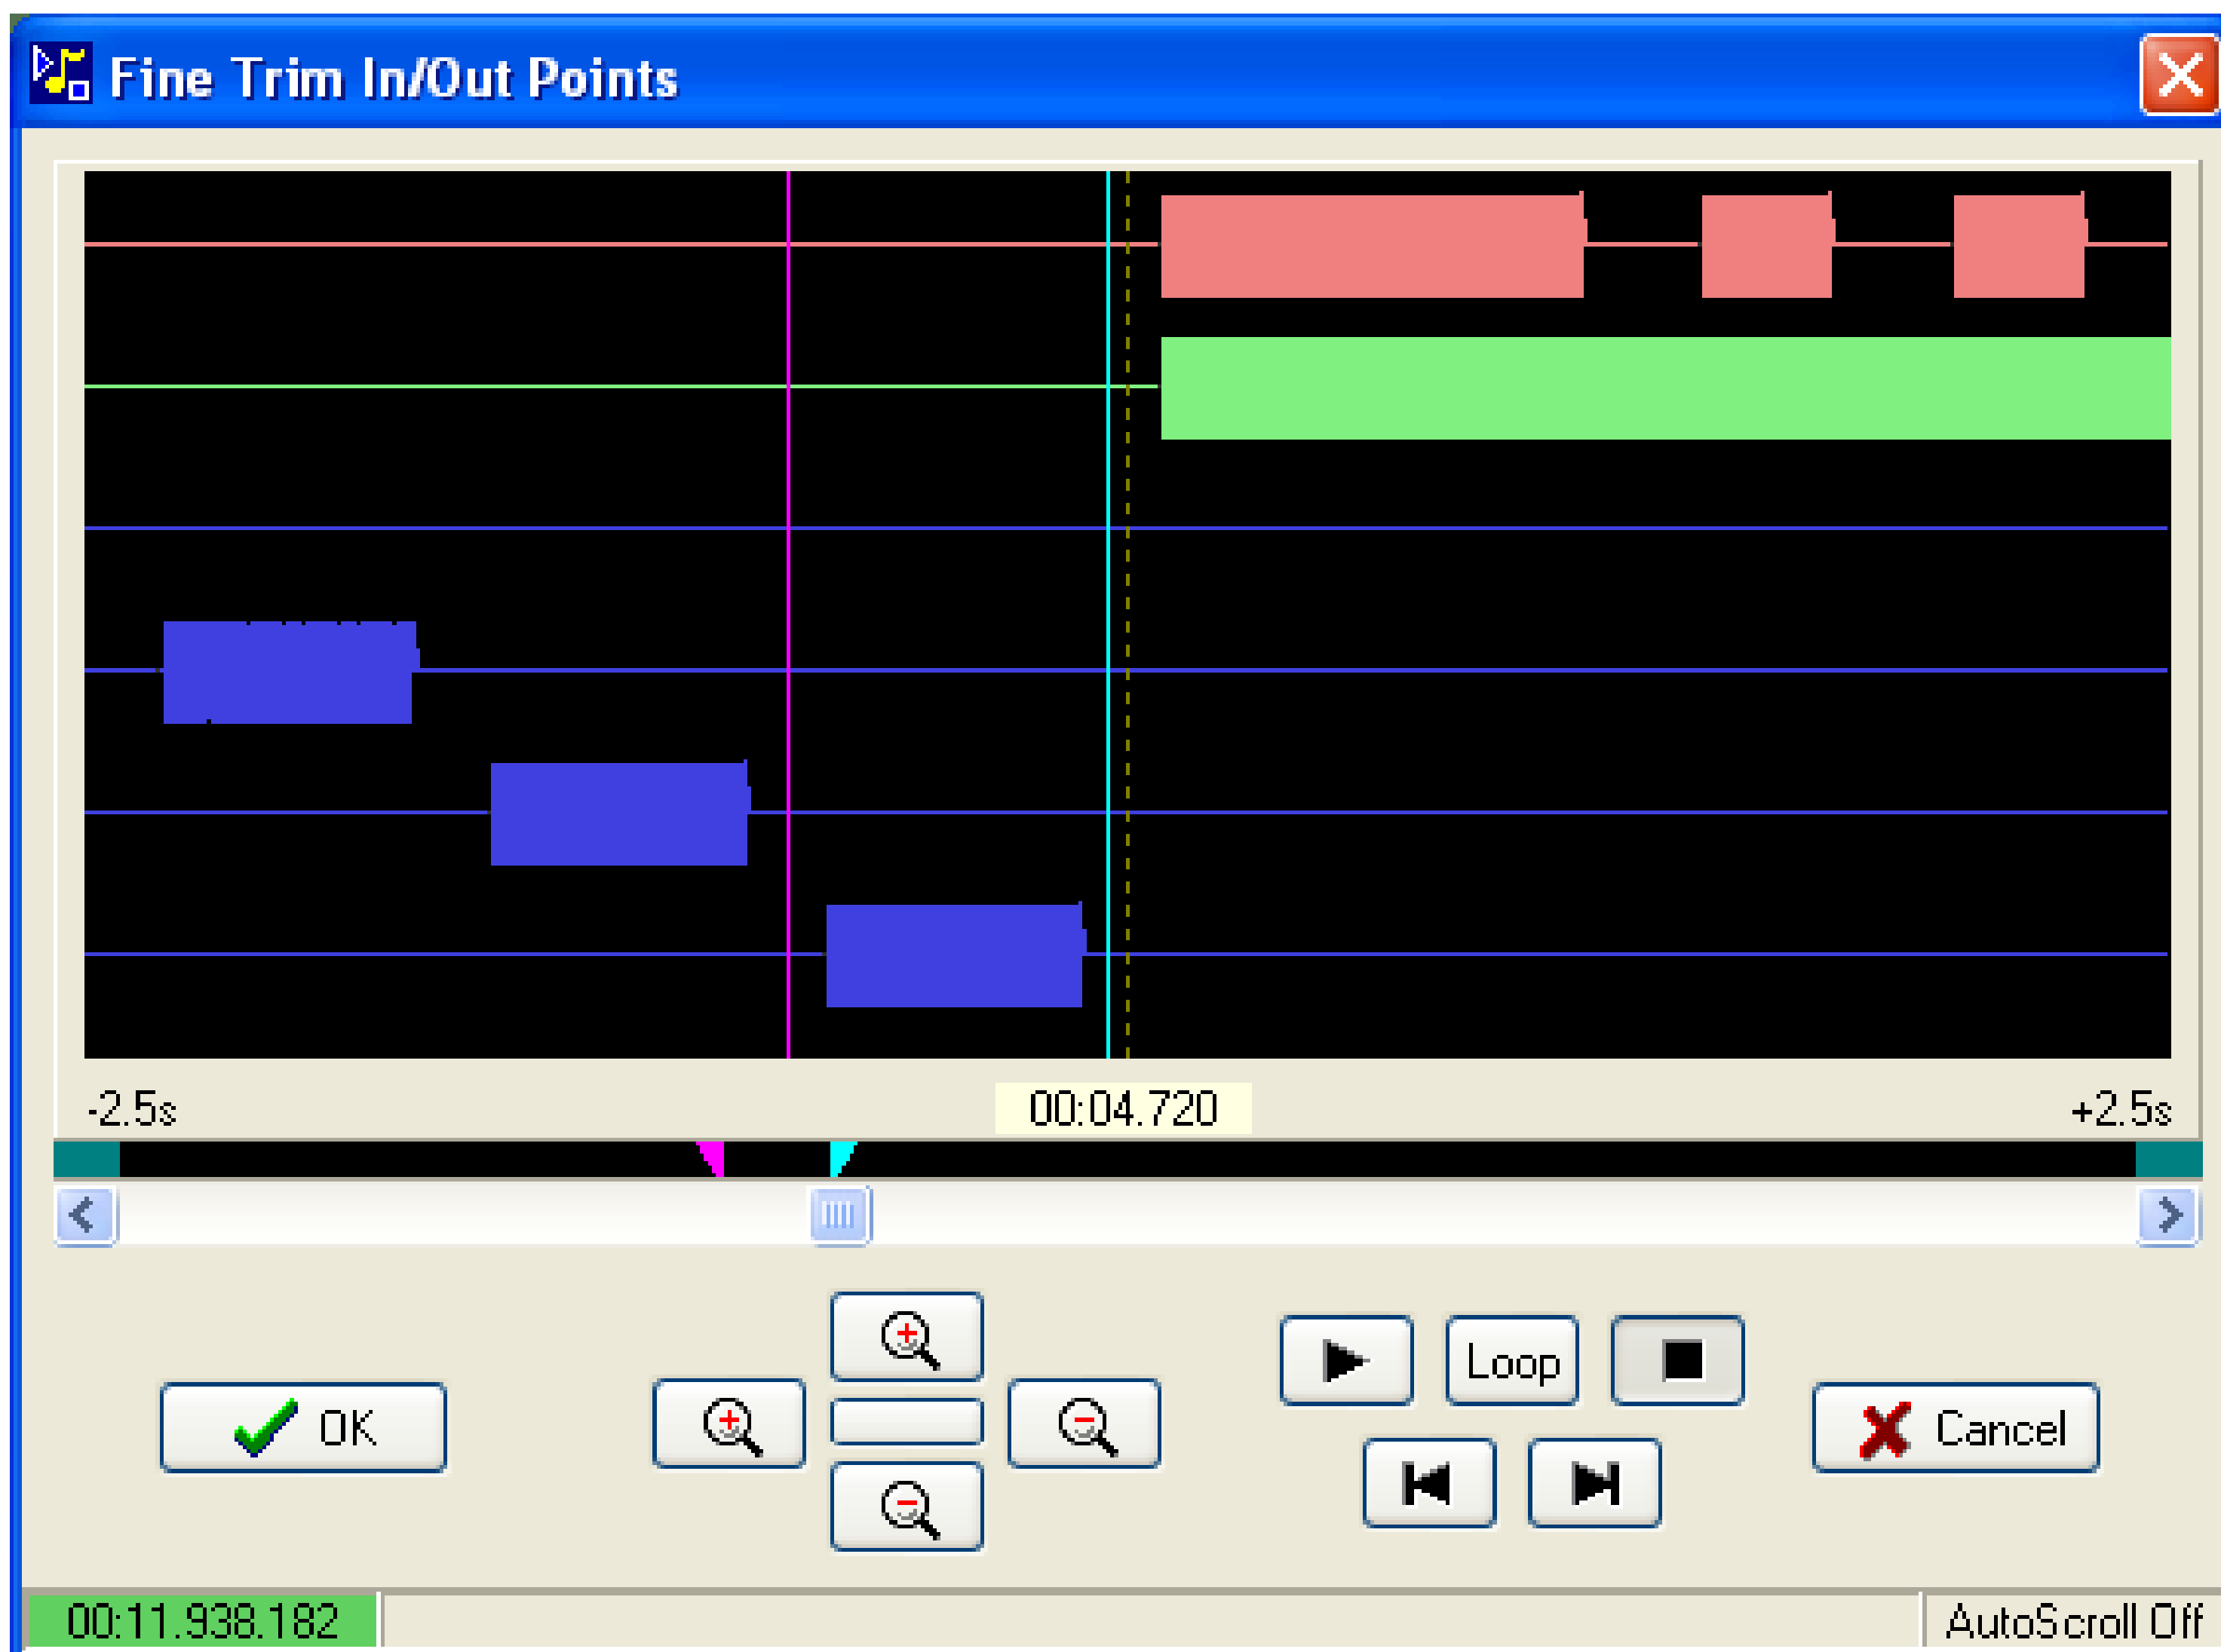 Fine Trim In/Out Points
-2.5s 00:04.720 +2.5s
OK
Loop
Cancel
00:11.938.182 AutoScroll Off